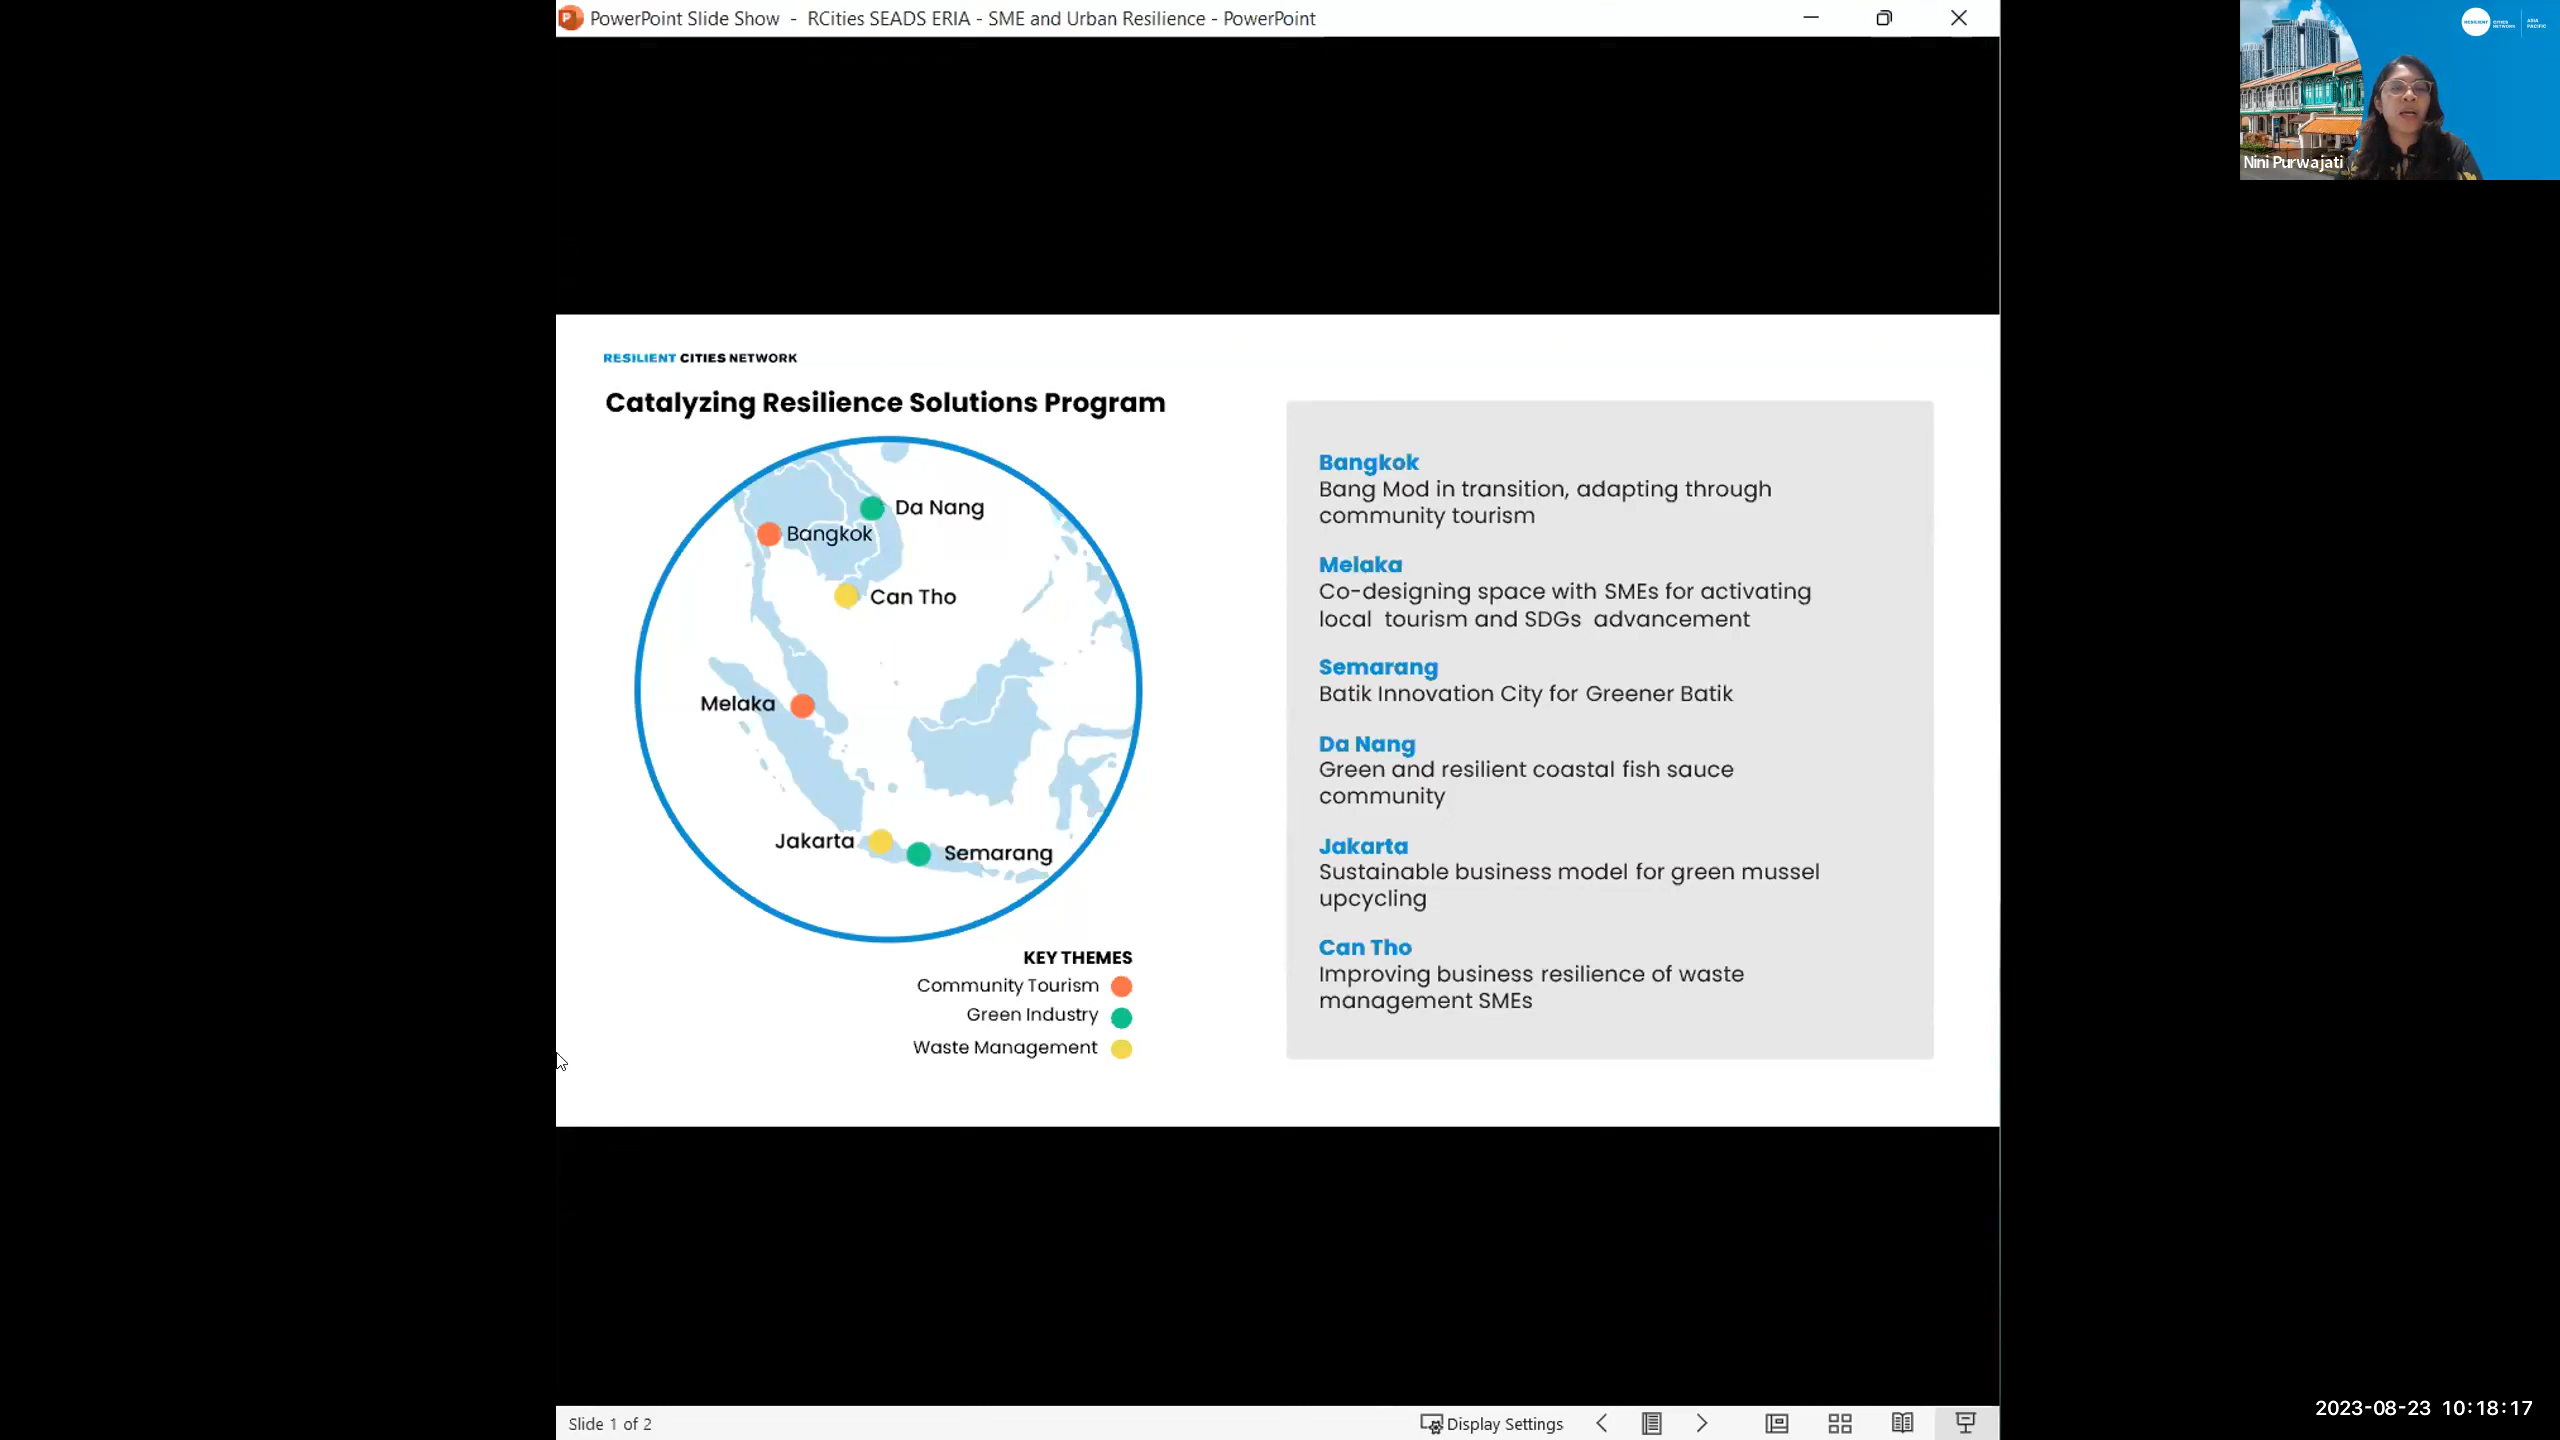 PowerPoint Slide Show - RCities SEADS ERIA - SME and Urban Resilience - PowerPoint
RESILIENT CITIES NETWORK
Catalyzing Resilience Solutions Program
Da Nang
Bangkok
Can Tho
Melaka
Jakarta
Semarang
KEY THEMES
Community Tourism
Green Industry
Waste Management
Bangkok
Bang Mod in transition, adapting through
community tourism
Melaka
Co-designing space with SMEs for activating
local tourism and SDGs advancement
Semarang
Batik Innovation City for Greener Batik
Da Nang
Green and resilient coastal fish sauce
community
Jakarta
Sustainable business model for green mussel
upcycling
Can Tho
Improving business resilience of waste
management SMEs
RESILIENT CITIES NETWORK
ASIA PACIFIC
Nini Purwajati
Slide 1 of 2
Display Settings
2023-08-23 10:18:17